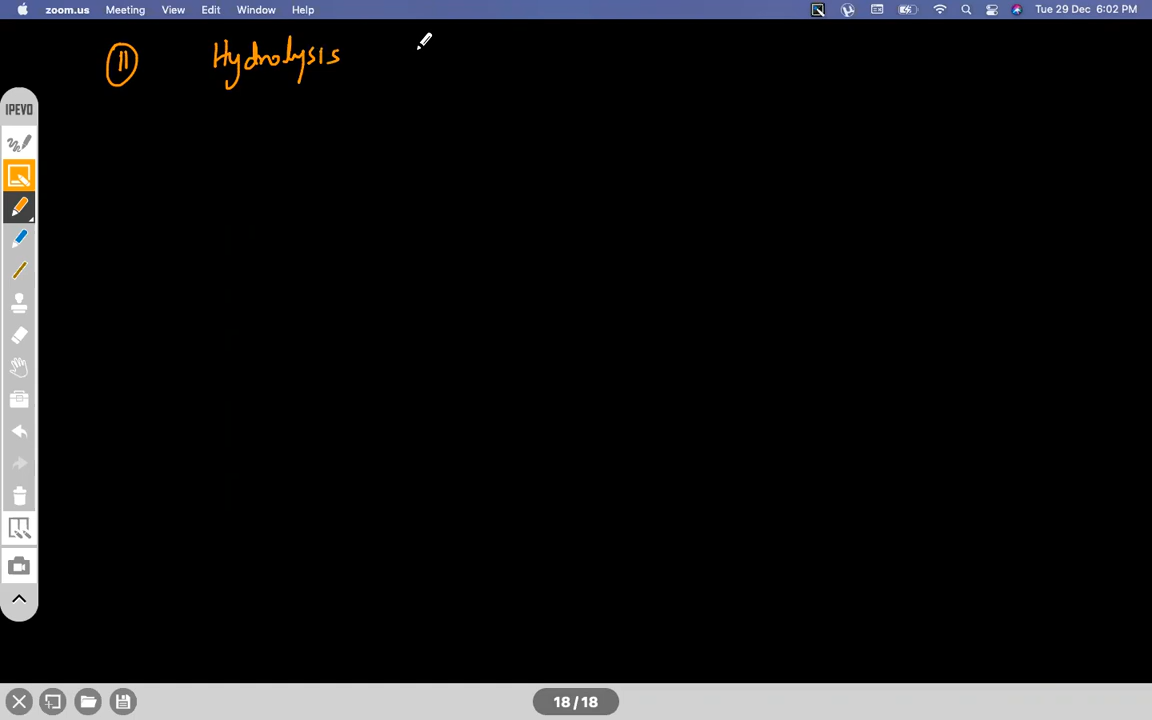 zoom.us Meeting View Edit Window Help Tue 29 Dec 6:02 PM
11 Hydrolysis
IPEVO
18/18